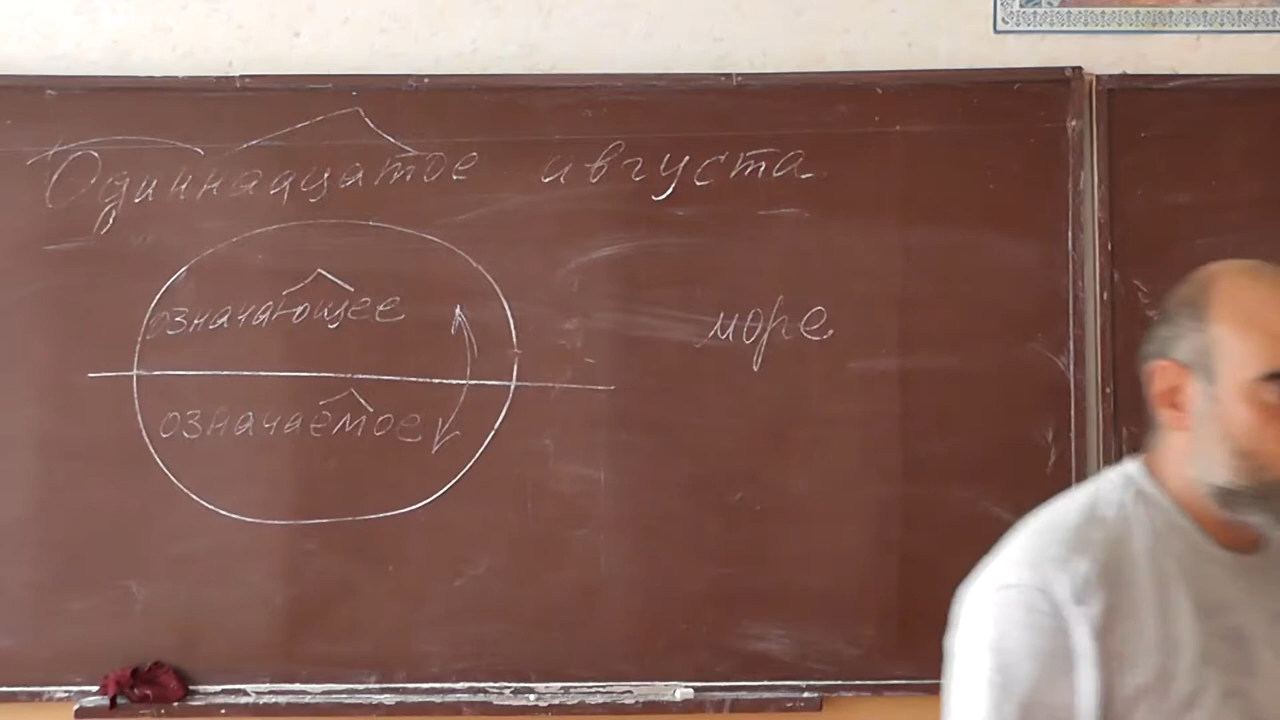 Одиннадцатое августа
означающее
море
означаемое